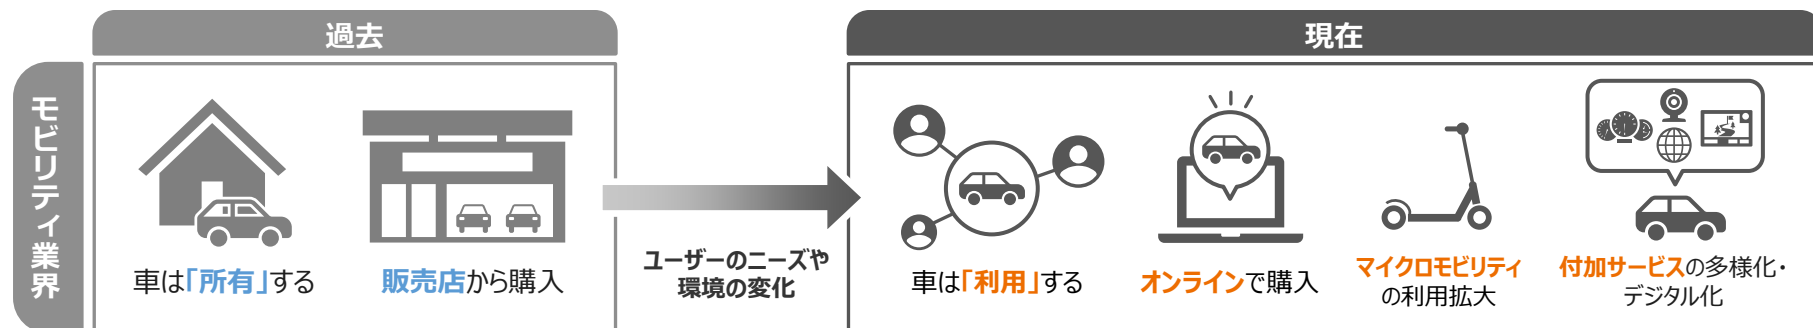 過去
現在
モビリティ業界
車は「所有」する
販売店から購入
ユーザーのニーズや
環境の変化
車は「利用」する
オンラインで購入
マイクロモビリティ
の利用拡大
付加サービスの多様化・
デジタル化